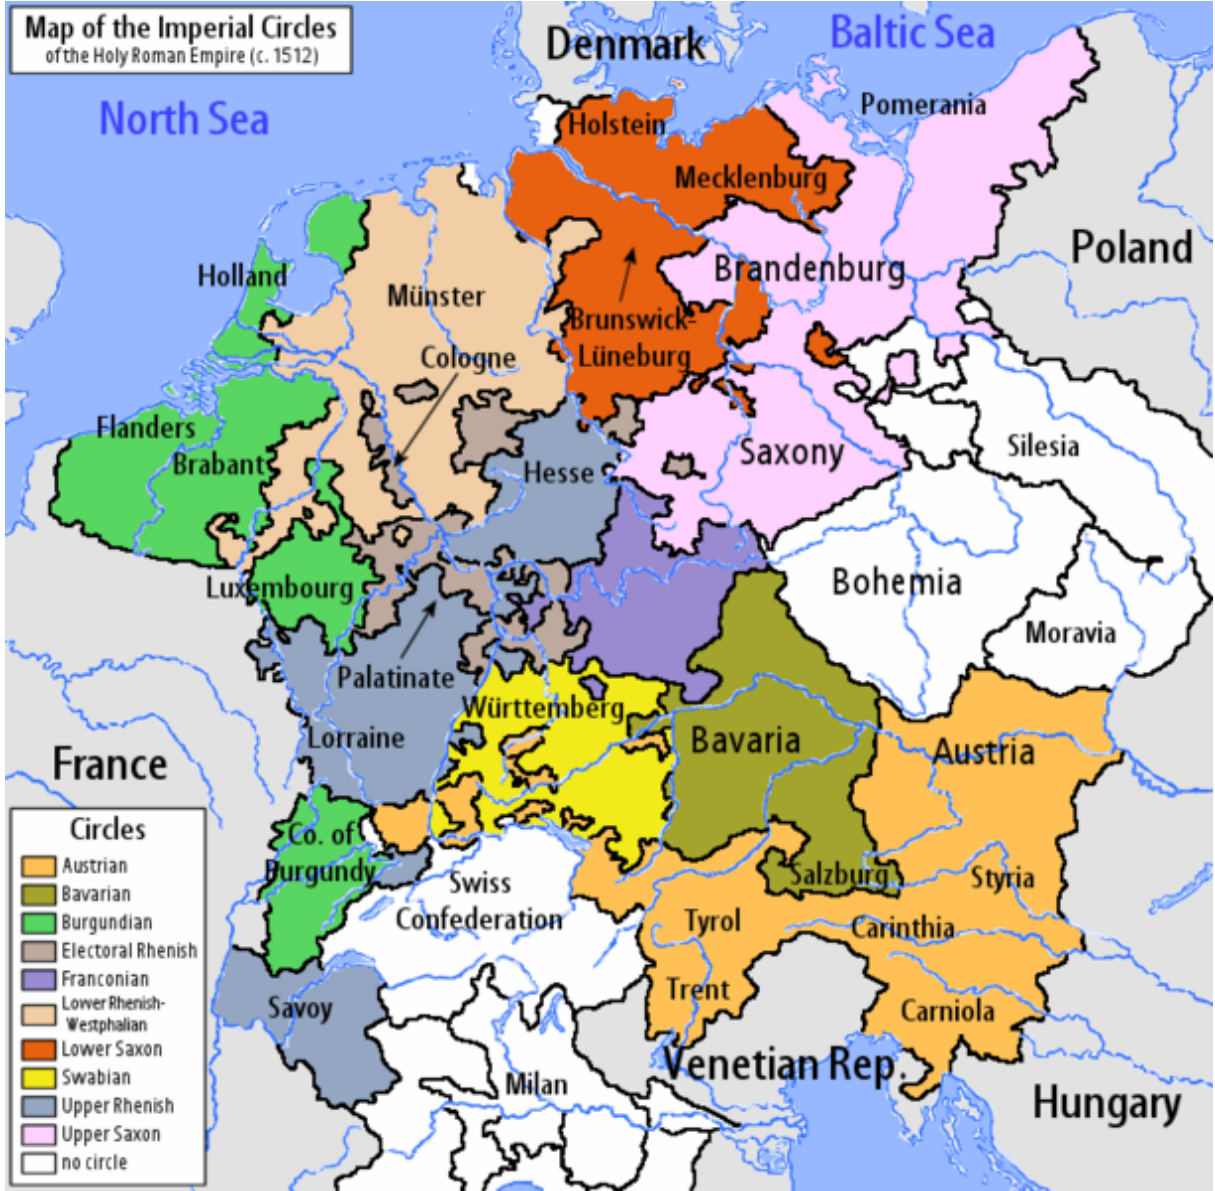 Map of the Imperial Circles
of the Holy Roman Empire (c. 1512)
Denmark
Baltic Sea
North Sea
Pomerania
Holstein
Mecklenburg
Poland
Holland
Münster
Brandenburg
Brunswick-
Lüneburg
Cologne
Flanders
Brabant
Hesse
Saxony
Silesia
Luxembourg
Bohemia
Moravia
Palatinate
Württemberg
Lorraine
Bavaria
Austria
France
Co. of
Burgundy
Swiss
Confederation
Salzburg
Styria
Tyrol
Carinthia
Trent
Carniola
Savoy
Milan
Venetian Rep.
Hungary
Circles
Austrian
Bavarian
Burgundian
Electoral Rhenish
Franconian
Lower Rhenish-
Westphalian
Lower Saxon
Swabian
Upper Rhenish
Upper Saxon
no circle